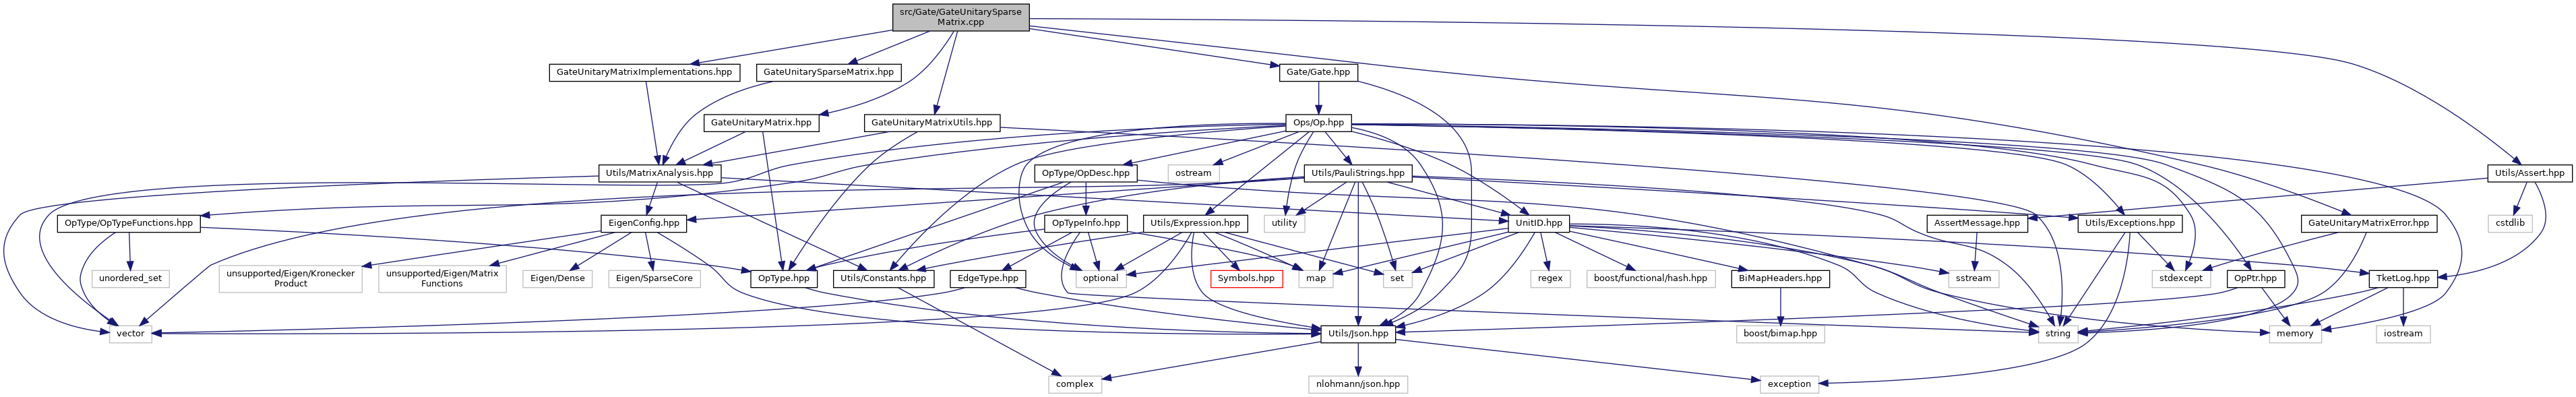 src/Gate/GateUnitarySparse
Matrix.cpp
GateUnitaryMatrixImplementations.hpp
GateUnitarySparseMatrix.hpp
Gate/Gate.hpp
GateUnitaryMatrix.hpp
GateUnitaryMatrixUtils.hpp
Ops/Op.hpp
Utils/MatrixAnalysis.hpp
OpType/OpDesc.hpp
ostream
Utils/PauliStrings.hpp
Utils/Assert.hpp
OpType/OpTypeFunctions.hpp
EigenConfig.hpp
OpTypeInfo.hpp
Utils/Expression.hpp
utility
UnitID.hpp
AssertMessage.hpp
Utils/Exceptions.hpp
GateUnitaryMatrixError.hpp
cstdlib
unordered_set
unsupported/Eigen/Kronecker
Product
unsupported/Eigen/Matrix
Functions
Eigen/Dense
Eigen/SparseCore
OpType.hpp
Utils/Constants.hpp
EdgeType.hpp
optional
Symbols.hpp
map
set
regex
boost/functional/hash.hpp
BiMapHeaders.hpp
sstream
stdexcept
OpPtr.hpp
TketLog.hpp
vector
Utils/Json.hpp
boost/bimap.hpp
string
memory
iostream
complex
nlohmann/json.hpp
exception